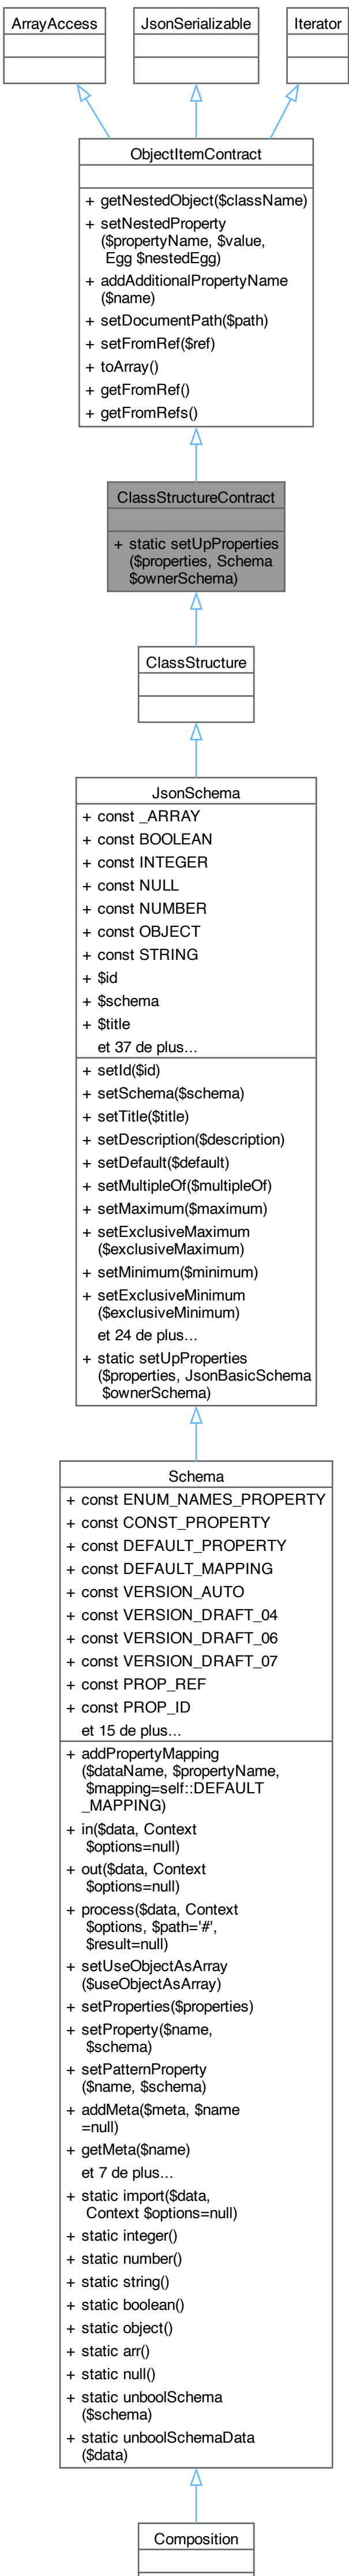 ArrayAccess
JsonSerializable
Iterator
ObjectItemContract
+ getNestedObject($className)
+ setNestedProperty
($propertyName, $value,
Egg $nestedEgg)
+ addAdditionalPropertyName
($name)
+ setDocumentPath($path)
+ setFromRef($ref)
+ toArray()
+ getFromRef()
+ getFromRefs()
ClassStructureContract
+ static setUpProperties
($properties, Schema
$ownerSchema)
ClassStructure
JsonSchema
+ const _ARRAY
+ const BOOLEAN
+ const INTEGER
+ const NULL
+ const NUMBER
+ const OBJECT
+ const STRING
+ $id
+ $schema
+ $title
et 37 de plus...
+ setId($id)
+ setSchema($schema)
+ setTitle($title)
+ setDescription($description)
+ setDefault($default)
+ setMultipleOf($multipleOf)
+ setMaximum($maximum)
+ setExclusiveMaximum
($exclusiveMaximum)
+ setMinimum($minimum)
+ setExclusiveMinimum
($exclusiveMinimum)
et 24 de plus...
+ static setUpProperties
($properties, JsonBasicSchema
$ownerSchema)
Schema
+ const ENUM_NAMES_PROPERTY
+ const CONST_PROPERTY
+ const DEFAULT_PROPERTY
+ const DEFAULT_MAPPING
+ const VERSION_AUTO
+ const VERSION_DRAFT_04
+ const VERSION_DRAFT_06
+ const VERSION_DRAFT_07
+ const PROP_REF
+ const PROP_ID
et 15 de plus...
+ addPropertyMapping
($dataName, $propertyName,
$mapping=self::DEFAULT
_MAPPING)
+ in($data, Context
$options=null)
+ out($data, Context
$options=null)
+ process($data, Context
$options, $path='#',
$result=null)
+ setUseObjectAsArray
($useObjectAsArray)
+ setProperties($properties)
+ setProperty($name,
$schema)
+ setPatternProperty
($name, $schema)
+ addMeta($meta, $name
=null)
+ getMeta($name)
et 7 de plus...
+ static import($data,
Context $options=null)
+ static integer()
+ static number()
+ static string()
+ static boolean()
+ static object()
+ static arr()
+ static null()
+ static unboolSchema
($schema)
+ static unboolSchemaData
($data)
Composition